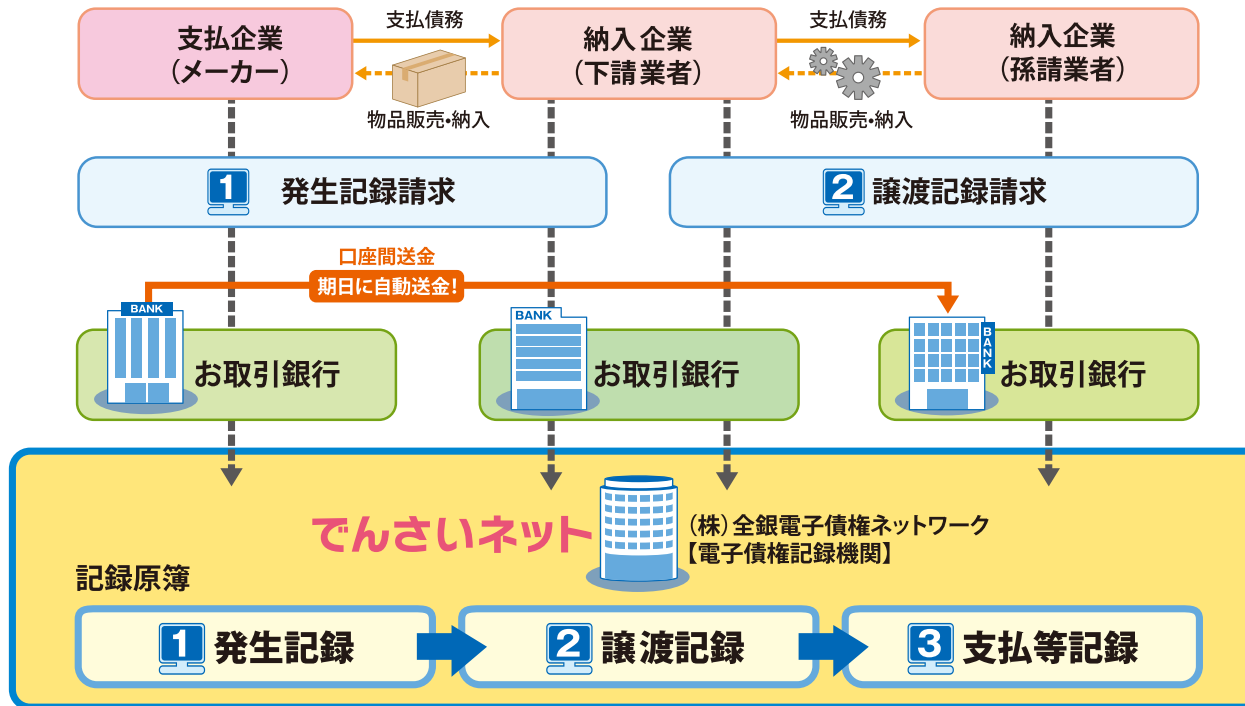 支払企業
（メーカー）
支払債務
物品販売・納入
納入企業
（下請業者）
支払債務
物品販売・納入
納入企業
（孫請業者）
1 発生記録請求
2 譲渡記録請求
口座間送金
期日に自動送金！
BANK
お取引銀行
BANK
お取引銀行
BANK
お取引銀行
でんさいネット
（株）全銀電子債権ネットワーク
【電子債権記録機関】
記録原簿
1 発生記録
2 譲渡記録
3 支払等記録